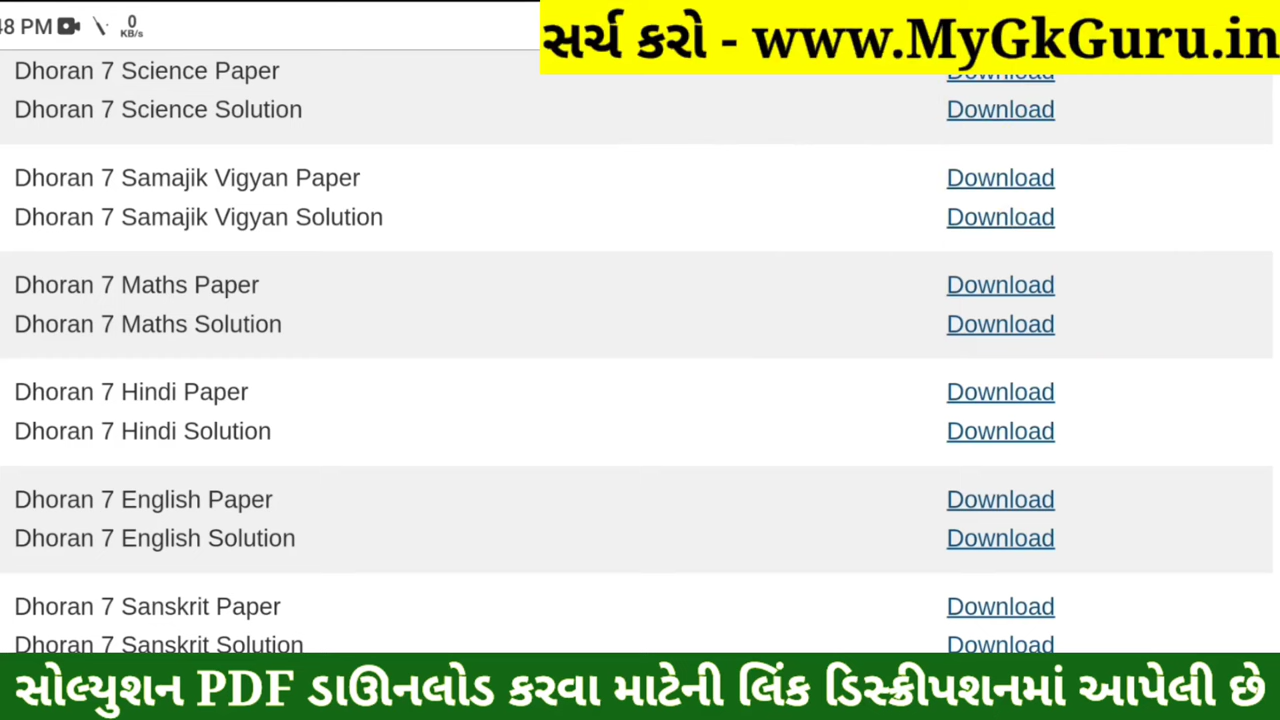 48 PM
0
KB/s
સર્ચ કરો - www.MyGkGuru.in
Dhoran 7 Science Paper Download
Dhoran 7 Science Solution Download
Dhoran 7 Samajik Vigyan Paper Download
Dhoran 7 Samajik Vigyan Solution Download
Dhoran 7 Maths Paper Download
Dhoran 7 Maths Solution Download
Dhoran 7 Hindi Paper Download
Dhoran 7 Hindi Solution Download
Dhoran 7 English Paper Download
Dhoran 7 English Solution Download
Dhoran 7 Sanskrit Paper Download
Dhoran 7 Sanskrit Solution Download
સોલ્યુશન PDF ડાઊનલોડ કરવા માટેની લિંક ડિસ્ક્રીપશનમાં આપેલી છે